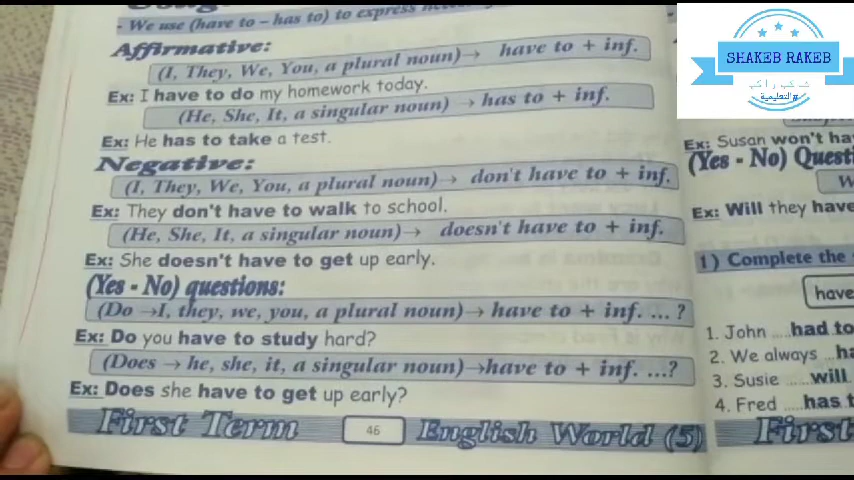 - We use (have to – has to) to express
Affirmative:
(I, They, We, You, a plural noun)→ have to + inf.
Ex: I have to do my homework today.
(He, She, It, a singular noun) → has to + inf.
Ex: He has to take a test.
Negative:
(I, They, We, You, a plural noun)→ don't have to + inf.
Ex: They don't have to walk to school.
(He, She, It, a singular noun)→ doesn't have to + inf.
Ex: She doesn't have to get up early.
(Yes - No) questions:
(Do →I, they, we, you, a plural noun)→ have to + inf. ... ?
Ex: Do you have to study hard?
(Does → he, she, it, a singular noun)→have to + inf. ...?
Ex: Does she have to get up early?
First Term
46
English World (5)
SHAKEB RAKEB
شكب راكب
#التعليمية
Ex: Susan won't
(Yes - No)
Ex: Will they have
1) Complete the
have
1. John ....had to
2. We always ...
3. Susie .....will
4. Fred ....has
First